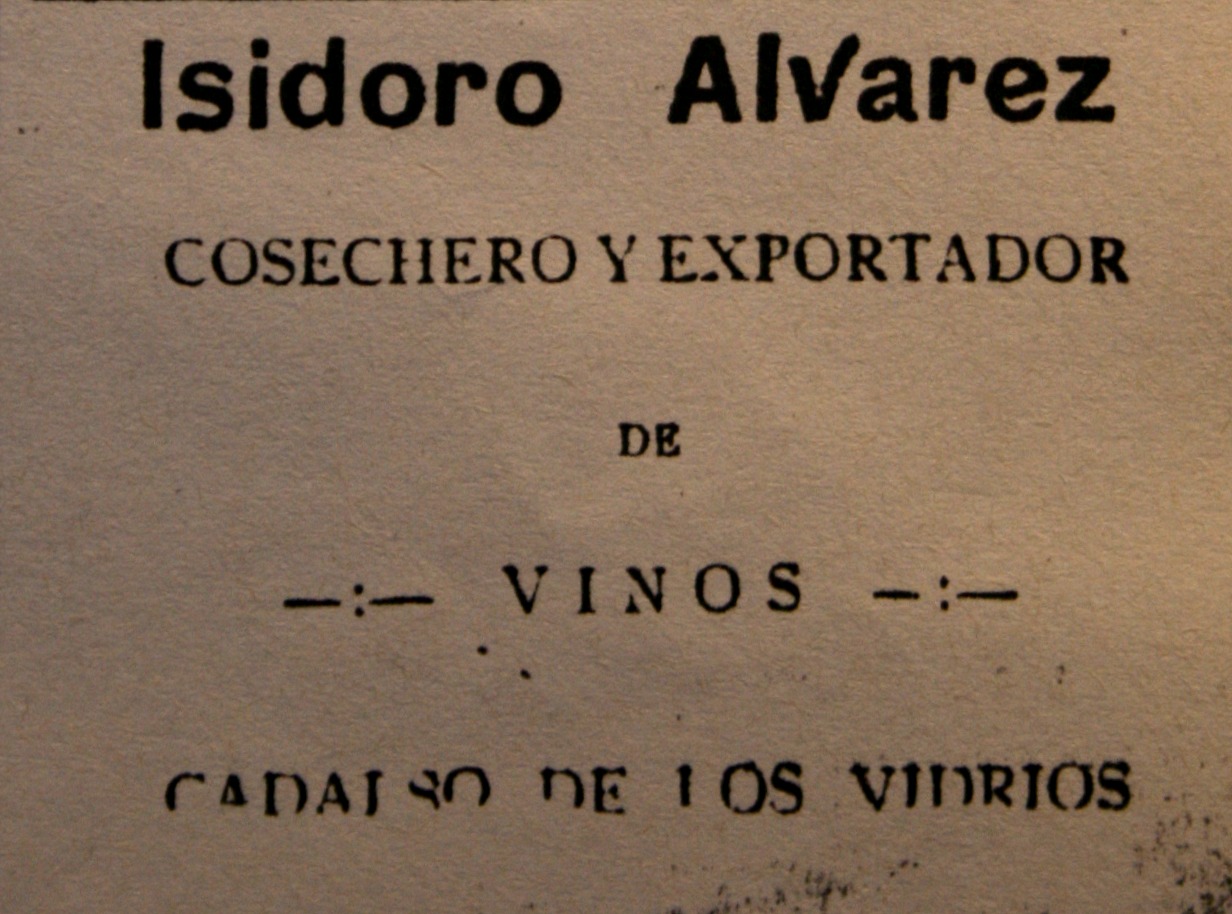 Isidoro Alvarez
COSECHERO Y EXPORTADOR
DE
—:— VINOS —:—
CADALSO DE LOS VIDRIOS